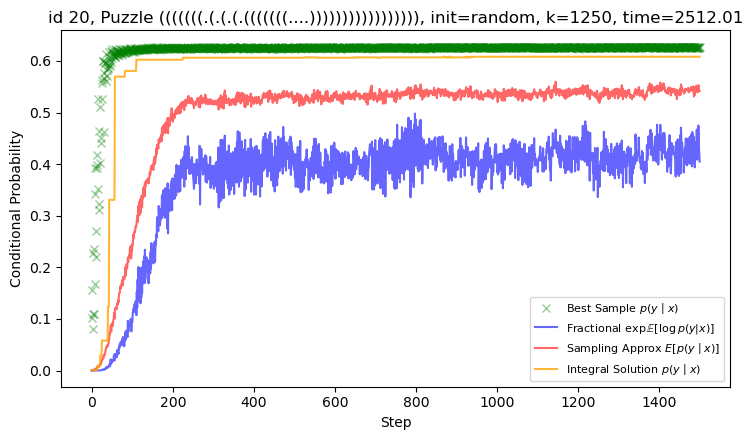 id 20, Puzzle (((((((.(.(.(.(((((((....))))))))))))))))), init=random, k=1250, time=2512.01
Conditional Probability
0.6
0.5
0.4
0.3
0.2
0.1
0.0
Best Sample p(y | x)
Fractional exp𝔼[log p(y|x)]
Sampling Approx E[p(y | x)]
Integral Solution p(y | x)
0 200 400 600 800 1000 1200 1400
Step